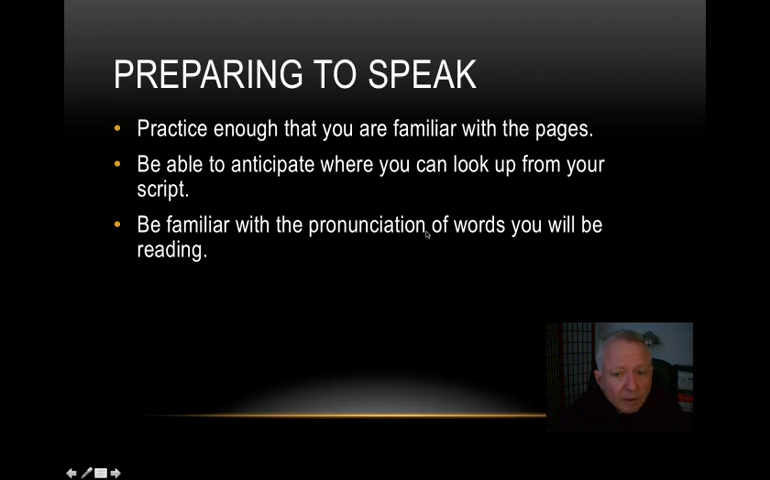 PREPARING TO SPEAK
• Practice enough that you are familiar with the pages.
• Be able to anticipate where you can look up from your
script.
• Be familiar with the pronunciation of words you will be
reading.